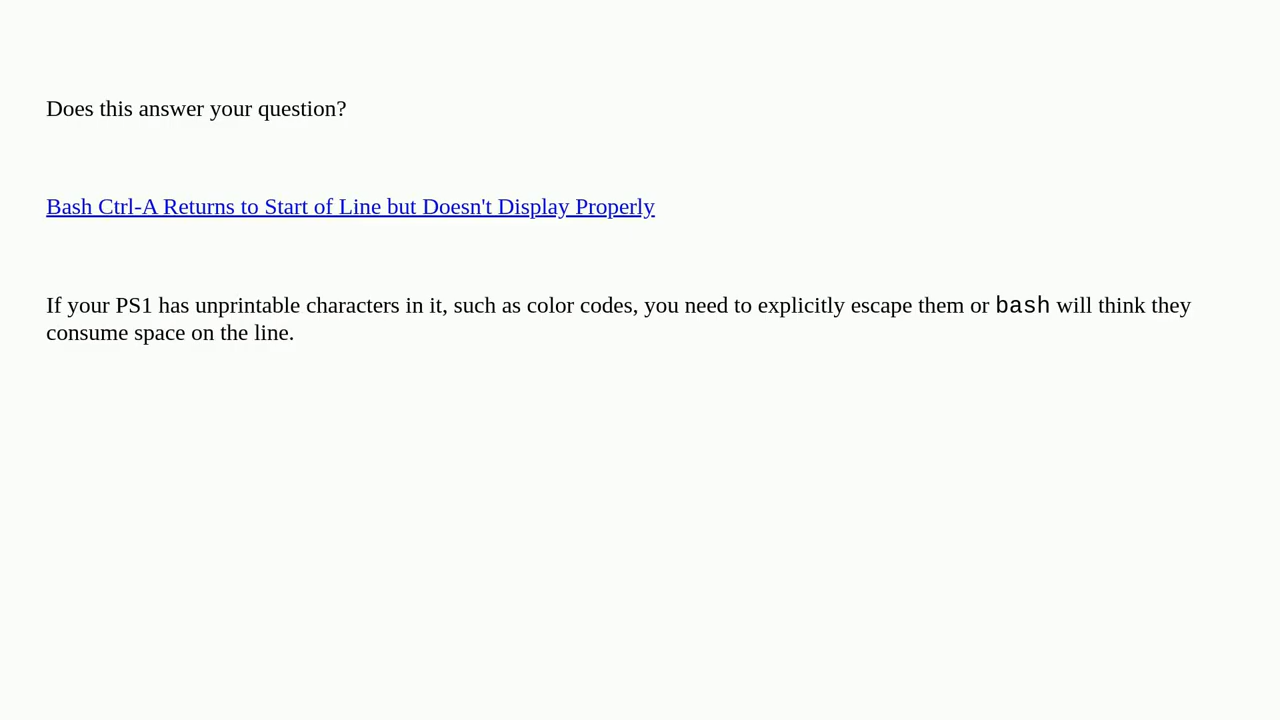 Does this answer your question?
Bash Ctrl-A Returns to Start of Line but Doesn't Display Properly
If your PS1 has unprintable characters in it, such as color codes, you need to explicitly escape them or bash will think they
consume space on the line.